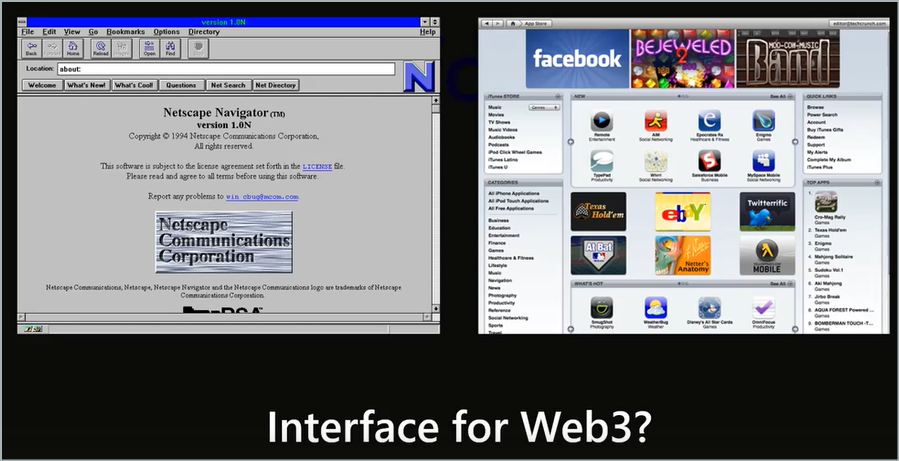 version 1.0N
File Edit View Go Bookmarks Options Directory Help
Back Home Reload Open Find
Location: about:
Welcome What's New! What's Cool! Questions Net Search Net Directory
N
Netscape Navigator (TM)
version 1.0N
Copyright © 1994 Netscape Communications Corporation,
All rights reserved.
This software is subject to the license agreement set forth in the LICENSE file.
Please read and agree to all terms before using this software.
Report any problems to win_cbug@mcom.com
Netscape
Communications
Corporation
Netscape Communications, Netscape, Netscape Navigator and the Netscape Communications logo are trademarks of Netscape
Communications Corporation.
App Store
editor@techcrunch.com
facebook
BEJEWELED
2
MOO-COW-MUSIC
Band
iTunes STORE
Music Genres
Movies
TV Shows
Music Videos
Audiobooks
Podcasts
iPod Click Wheel Games
iTunes Latino
iTunes U
CATEGORIES
All iPhone Applications
All iPod Touch Applications
All Free Applications
Business
Education
Entertainment
Finance
Games
Healthcare & Fitness
Lifestyle
Music
Navigation
News
Photography
Productivity
Reference
Social Networking
Sports
Travel
NEW See All
Remote AIM Epocrates Rx Enigmo
Entertainment Social Networking Healthcare & Fitness Games
TypePad Whrrl Salesforce Mobile MySpace Mobile
Productivity Social Networking Business Social Networking
Texas Hold'em ebY Twitterrific
At Bat Netter's Anatomy MOBILE
WHAT'S HOT See All
SmugShot WeatherBug Disney's All Star Cards OmniFocus
Photography Weather Games Productivity
QUICK LINKS
Browse
Power Search
Account
Buy iTunes Gifts
Redeem
Support
My Alerts
Complete My Album
iTunes Plus
TOP APPS
1.
Cro-Mag Rally
Games
2. Texas Hold'em
Games
3. Enigmo
Games
4. Mahjong Solitaire
Games
5. Sudoku Vol.1
Games
6. Aki Mahjong
Games
7. Jirbo Break
Games
8. AQUA FOREST Powered ...
Games
9. BOMBERMAN TOUCH -T...
Games
Interface for Web3?